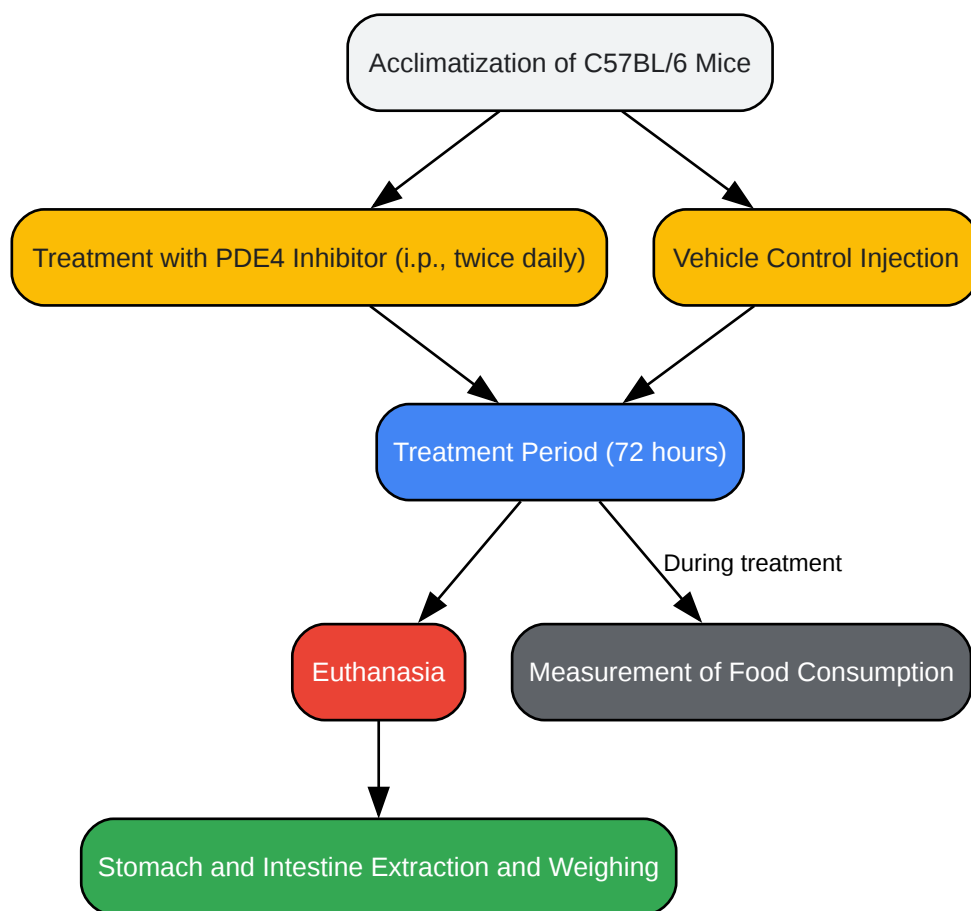 Acclimatization of C57BL/6 Mice
Treatment with PDE4 Inhibitor (i.p., twice daily)
Vehicle Control Injection
Treatment Period (72 hours)
During treatment
Euthanasia
Measurement of Food Consumption
Stomach and Intestine Extraction and Weighing